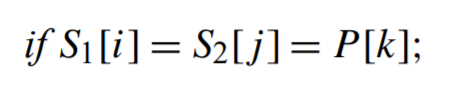 if S₁[i] = S₂[j] = P[k];